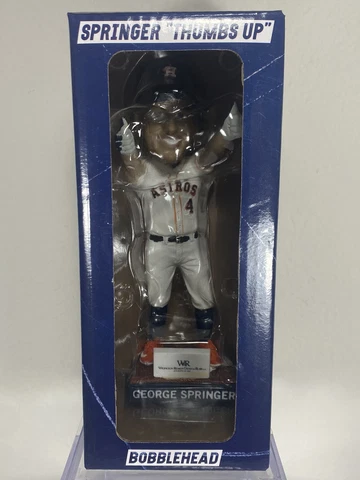 SPRINGER "THUMBS UP"
ASTROS
4
WR
GEORGE SPRINGER
BOBBLEHEAD